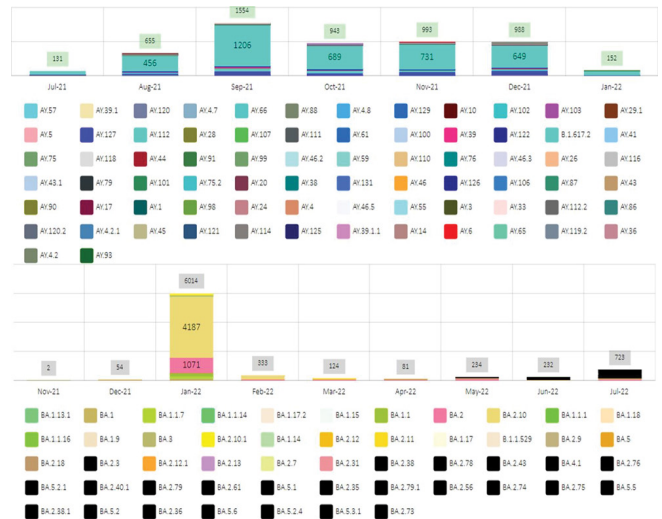 131 655 1554 943 993 988 152
456 1206 689 731 649
Jul-21 Aug-21 Sep-21 Oct-21 Nov-21 Dec-21 Jan-22
AY.57 AY.39.1 AY.120 AY.4.7 AY.66 AY.88 AY.4.8 AY.129 AY.10 AY.102 AY.103 AY.29.1
AY.5 AY.127 AY.112 AY.28 AY.107 AY.111 AY.61 AY.100 AY.39 AY.122 B.1.617.2 AY.41
AY.75 AY.118 AY.44 AY.91 AY.99 AY.46.2 AY.59 AY.110 AY.76 AY.46.3 AY.26 AY.116
AY.43.1 AY.79 AY.101 AY.75.2 AY.20 AY.38 AY.131 AY.46 AY.126 AY.106 AY.87 AY.43
AY.90 AY.17 AY.1 AY.98 AY.24 AY.4 AY.46.5 AY.55 AY.3 AY.33 AY.112.2 AY.86
AY.120.2 AY.4.2.1 AY.45 AY.121 AY.114 AY.125 AY.39.1.1 AY.14 AY.6 AY.65 AY.119.2 AY.36
AY.4.2 AY.93
2 54 6014 333 124 81 234 232 723
4187
1071
Nov-21 Dec-21 Jan-22 Feb-22 Mar-22 Apr-22 May-22 Jun-22 Jul-22
BA.1.13.1 BA.1 BA.1.1.7 BA.1.1.14 BA.1.17.2 BA.1.15 BA.1.1 BA.2 BA.2.10 BA.1.1.1 BA.1.18
BA.1.1.16 BA.1.9 BA.3 BA.2.10.1 BA.1.14 BA.2.12 BA.2.11 BA.1.17 B.1.1.529 BA.2.9 BA.5
BA.2.18 BA.2.3 BA.2.12.1 BA.2.13 BA.2.7 BA.2.31 BA.2.38 BA.2.78 BA.2.43 BA.4.1 BA.2.76
BA.5.2.1 BA.2.40.1 BA.2.79 BA.2.61 BA.5.1 BA.2.35 BA.2.79.1 BA.2.56 BA.2.74 BA.2.75 BA.5.5
BA.2.38.1 BA.5.2 BA.2.36 BA.5.6 BA.5.2.4 BA.5.3.1 BA.2.73